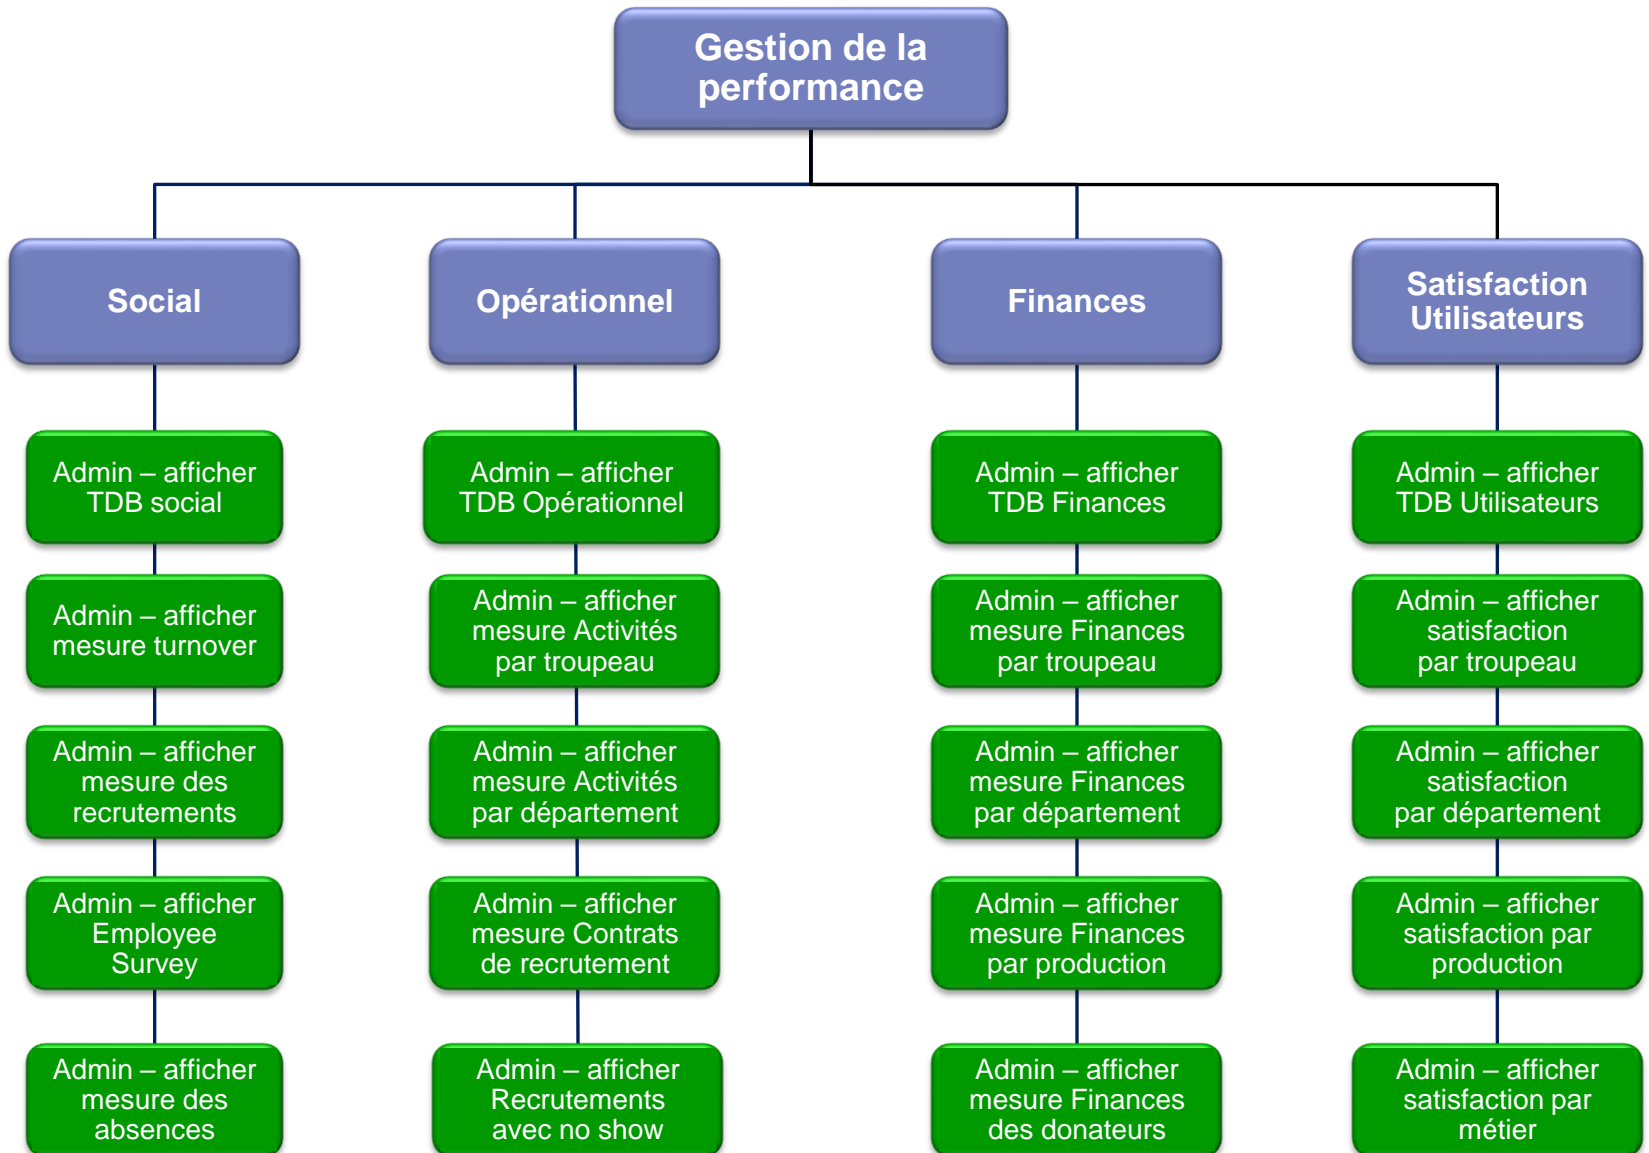 Gestion de la
performance
Social
Opérationnel
Finances
Satisfaction
Utilisateurs
Admin – afficher
TDB social
Admin – afficher
TDB Opérationnel
Admin – afficher
TDB Finances
Admin – afficher
TDB Utilisateurs
Admin – afficher
mesure turnover
Admin – afficher
mesure Activités
par troupeau
Admin – afficher
mesure Finances
par troupeau
Admin – afficher
satisfaction
par troupeau
Admin – afficher
mesure des
recrutements
Admin – afficher
mesure Activités
par département
Admin – afficher
mesure Finances
par département
Admin – afficher
satisfaction
par département
Admin – afficher
Employee
Survey
Admin – afficher
mesure Contrats
de recrutement
Admin – afficher
mesure Finances
par production
Admin – afficher
satisfaction par
production
Admin – afficher
mesure des
absences
Admin – afficher
Recrutements
avec no show
Admin – afficher
mesure Finances
des donateurs
Admin – afficher
satisfaction par
métier